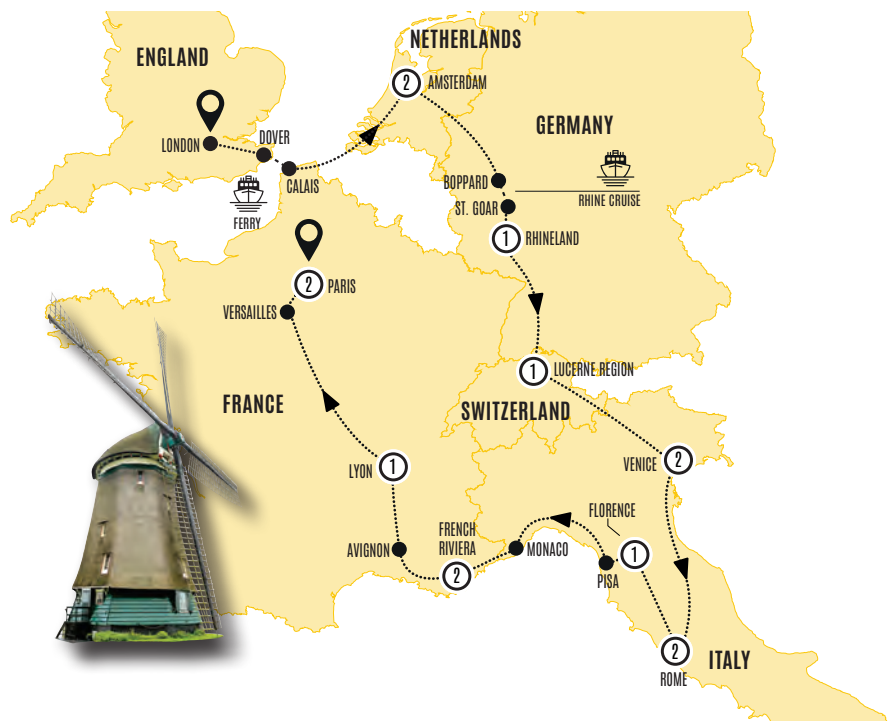 NETHERLANDS
ENGLAND
2
AMSTERDAM
GERMANY
LONDON
DOVER
CALAIS
FERRY
BOPPARD
ST. GOAR
RHINE CRUISE
1
RHINELAND
2
PARIS
VERSAILLES
1
LUCERNE REGION
SWITZERLAND
FRANCE
LYON
1
VENICE
2
FLORENCE
1
AVIGNON
FRENCH
RIVIERA
2
MONACO
PISA
2
ROME
ITALY